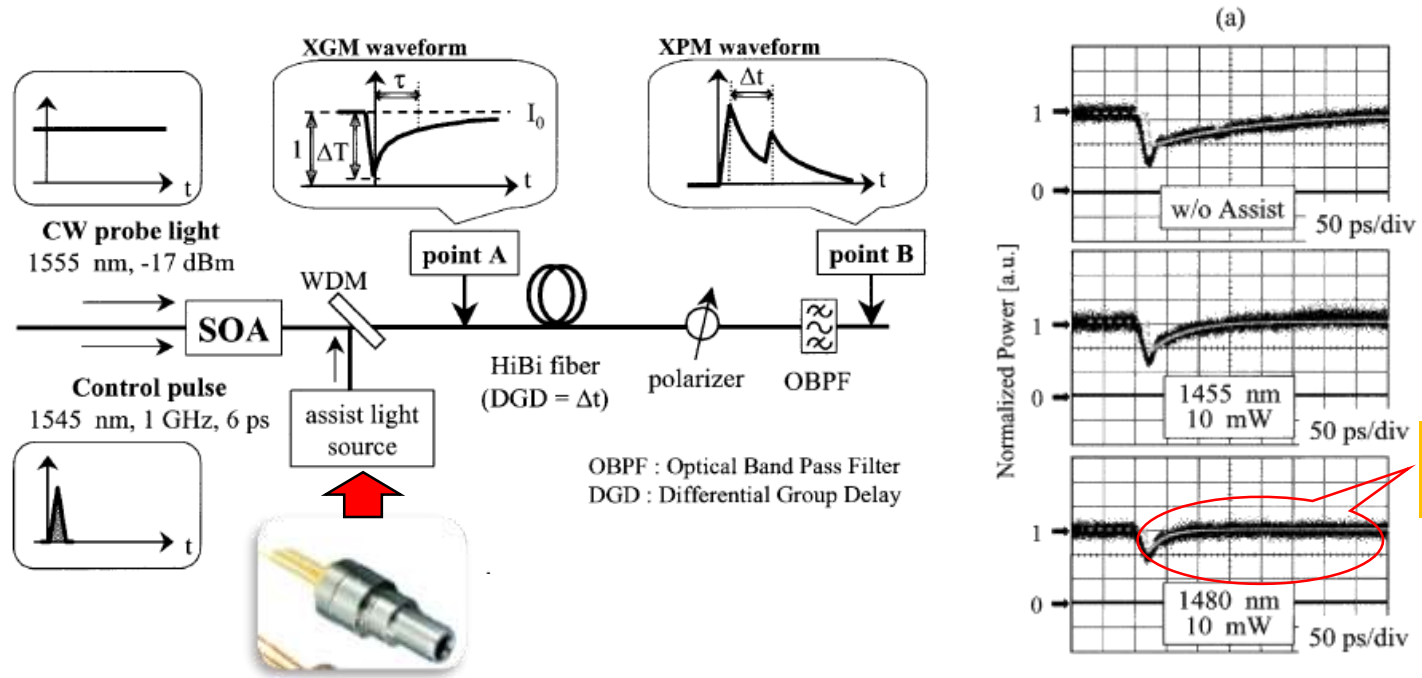 (a)
XGM waveform
τ
I0
1
ΔT
t
XPM waveform
Δt
t
t
CW probe light
1555 nm, -17 dBm
SOA
WDM
point A
point B
HiBi fiber
(DGD = Δt)
polarizer
OBPF
Control pulse
1545 nm, 1 GHz, 6 ps
t
assist light
source
OBPF : Optical Band Pass Filter
DGD : Differential Group Delay
Normalized Power [a.u.]
1
0
w/o Assist
50 ps/div
1
0
1455 nm
10 mW
50 ps/div
1
0
1480 nm
10 mW
50 ps/div